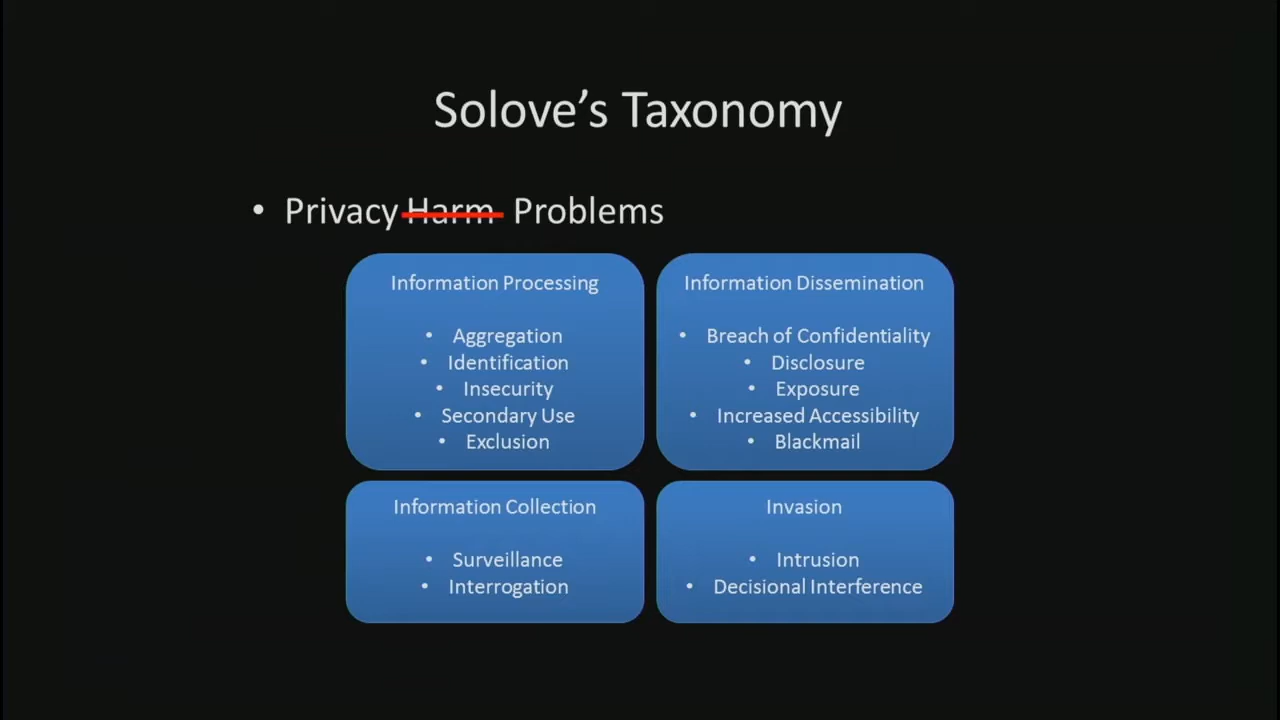 Solove's Taxonomy
• Privacy Harm Problems
Information Processing
• Aggregation
• Identification
• Insecurity
• Secondary Use
• Exclusion
Information Dissemination
• Breach of Confidentiality
• Disclosure
• Exposure
• Increased Accessibility
• Blackmail
Information Collection
• Surveillance
• Interrogation
Invasion
• Intrusion
• Decisional Interference